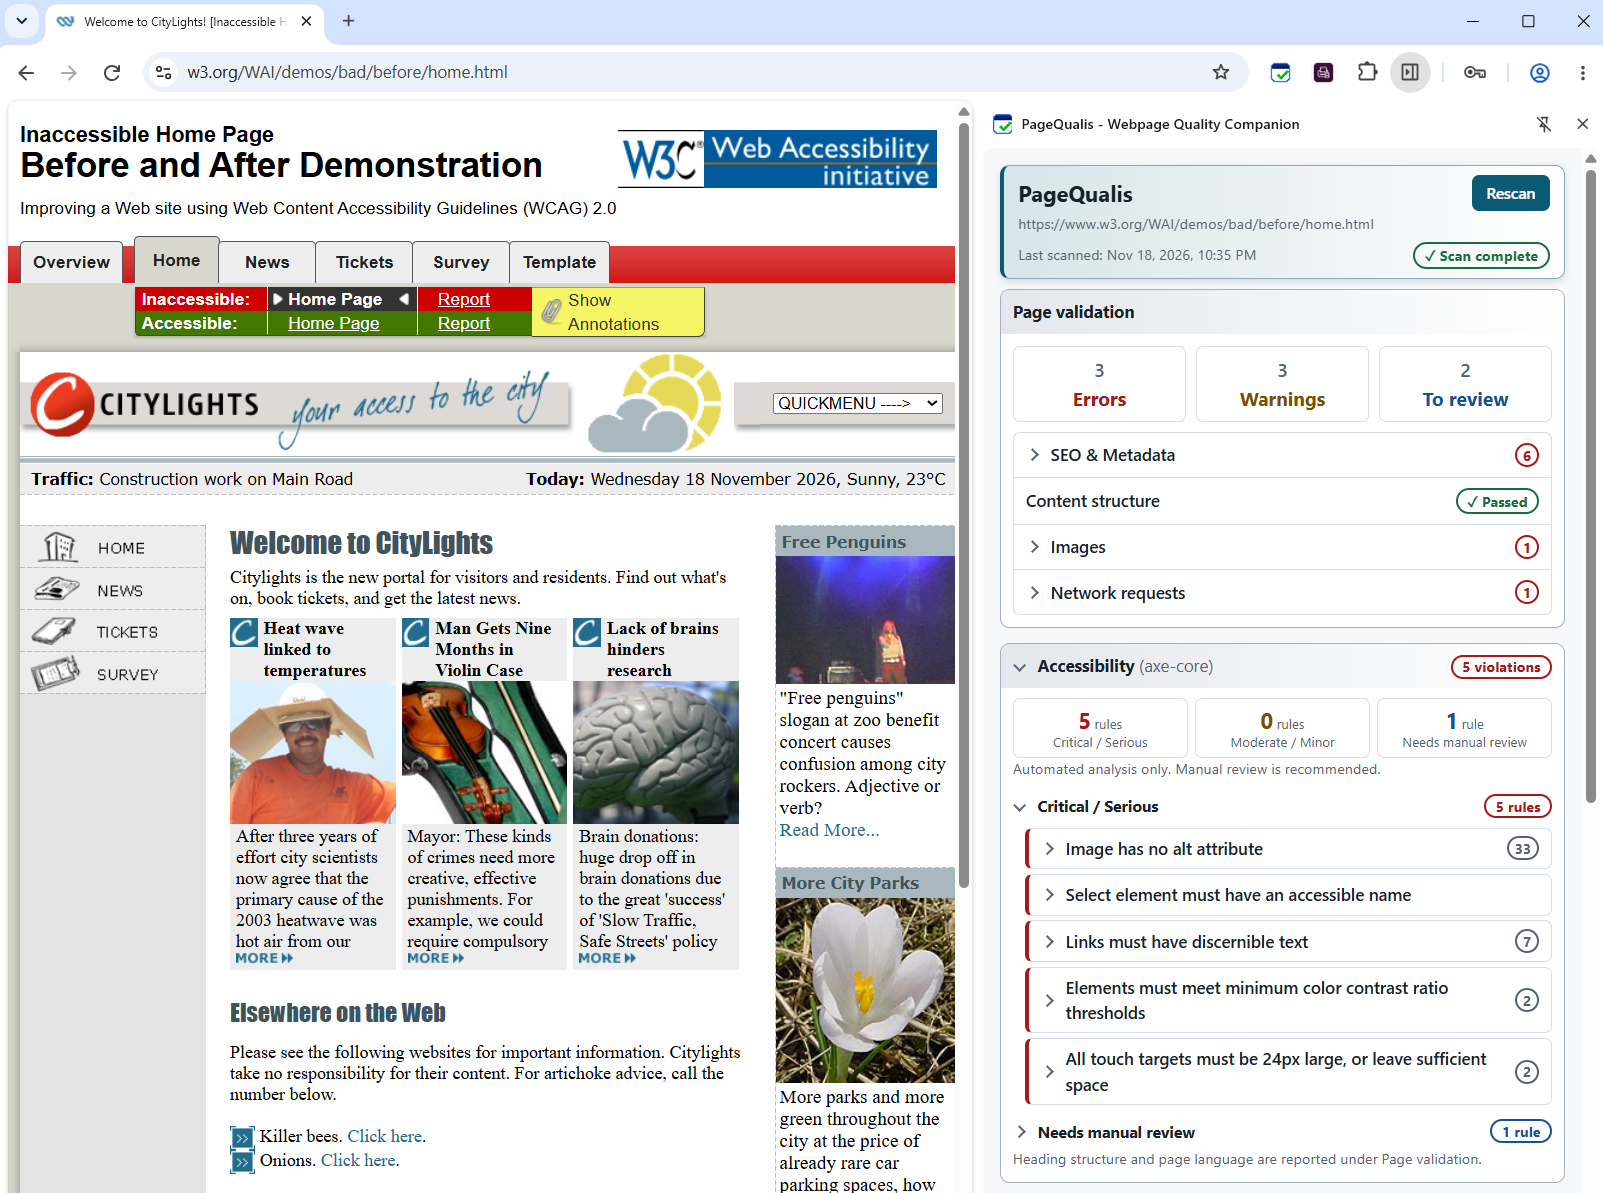 Welcome to CityLights! [Inaccessible H
w3.org/WAI/demos/bad/before/home.html
Inaccessible Home Page
Before and After Demonstration
Improving a Web site using Web Content Accessibility Guidelines (WCAG) 2.0
W3C® Web Accessibility
initiative
Overview
Home
News
Tickets
Survey
Template
Inaccessible: Home Page Report
Accessible: Home Page Report
Show
Annotations
CITYLIGHTS your access to the city
QUICKMENU ---->
Traffic: Construction work on Main Road
Today: Wednesday 18 November 2026, Sunny, 23°C
HOME
NEWS
TICKETS
SURVEY
Welcome to CityLights
Citylights is the new portal for visitors and residents. Find out what's
on, book tickets, and get the latest news.
Heat wave
linked to
temperatures
After three years of
effort city scientists
now agree that the
primary cause of the
2003 heatwave was
hot air from our
MORE
Man Gets Nine
Months in
Violin Case
Mayor: These kinds
of crimes need more
creative, effective
punishments. For
example, we could
require compulsory
MORE
Lack of brains
hinders
research
Brain donations:
huge drop off in
brain donations due
to the great 'success'
of 'Slow Traffic,
Safe Streets' policy
MORE
Elsewhere on the Web
Please see the following websites for important information. Citylights
take no responsibility for their content. For artichoke advice, call the
number below.
>> Killer bees. Click here.
>> Onions. Click here.
Free Penguins
"Free penguins"
slogan at zoo benefit
concert causes
confusion among city
rockers. Adjective or
verb?
Read More...
More City Parks
More parks and more
green throughout the
city at the price of
already rare car
parking spaces, how
PageQualis - Webpage Quality Companion
PageQualis
Rescan
https://www.w3.org/WAI/demos/bad/before/home.html
Last scanned: Nov 18, 2026, 10:35 PM
✓ Scan complete
Page validation
3
Errors
3
Warnings
2
To review
SEO & Metadata 6
Content structure ✓ Passed
Images 1
Network requests 1
Accessibility (axe-core) 5 violations
5 rules
Critical / Serious
0 rules
Moderate / Minor
1 rule
Needs manual review
Automated analysis only. Manual review is recommended.
Critical / Serious 5 rules
Image has no alt attribute 33
Select element must have an accessible name
Links must have discernible text 7
Elements must meet minimum color contrast ratio
thresholds 2
All touch targets must be 24px large, or leave sufficient
space 2
Needs manual review 1 rule
Heading structure and page language are reported under Page validation.